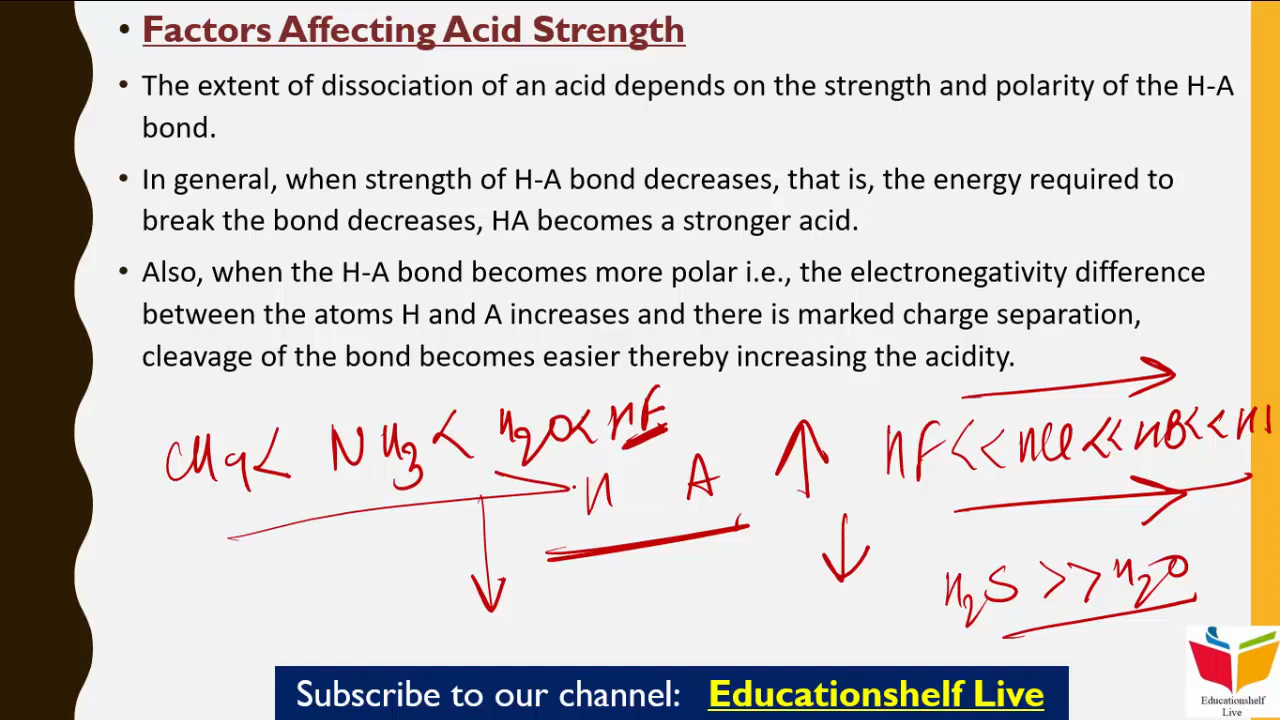 • Factors Affecting Acid Strength
• The extent of dissociation of an acid depends on the strength and polarity of the H-A
bond.
• In general, when strength of H-A bond decreases, that is, the energy required to
break the bond decreases, HA becomes a stronger acid.
• Also, when the H-A bond becomes more polar i.e., the electronegativity difference
between the atoms H and A increases and there is marked charge separation,
cleavage of the bond becomes easier thereby increasing the acidity.
CH4 < NH3 < H2O < HF
H A
HF << HCl << HBr << HI
H2S >> H2O
Subscribe to our channel: Educationshelf Live
Educationshelf
Live